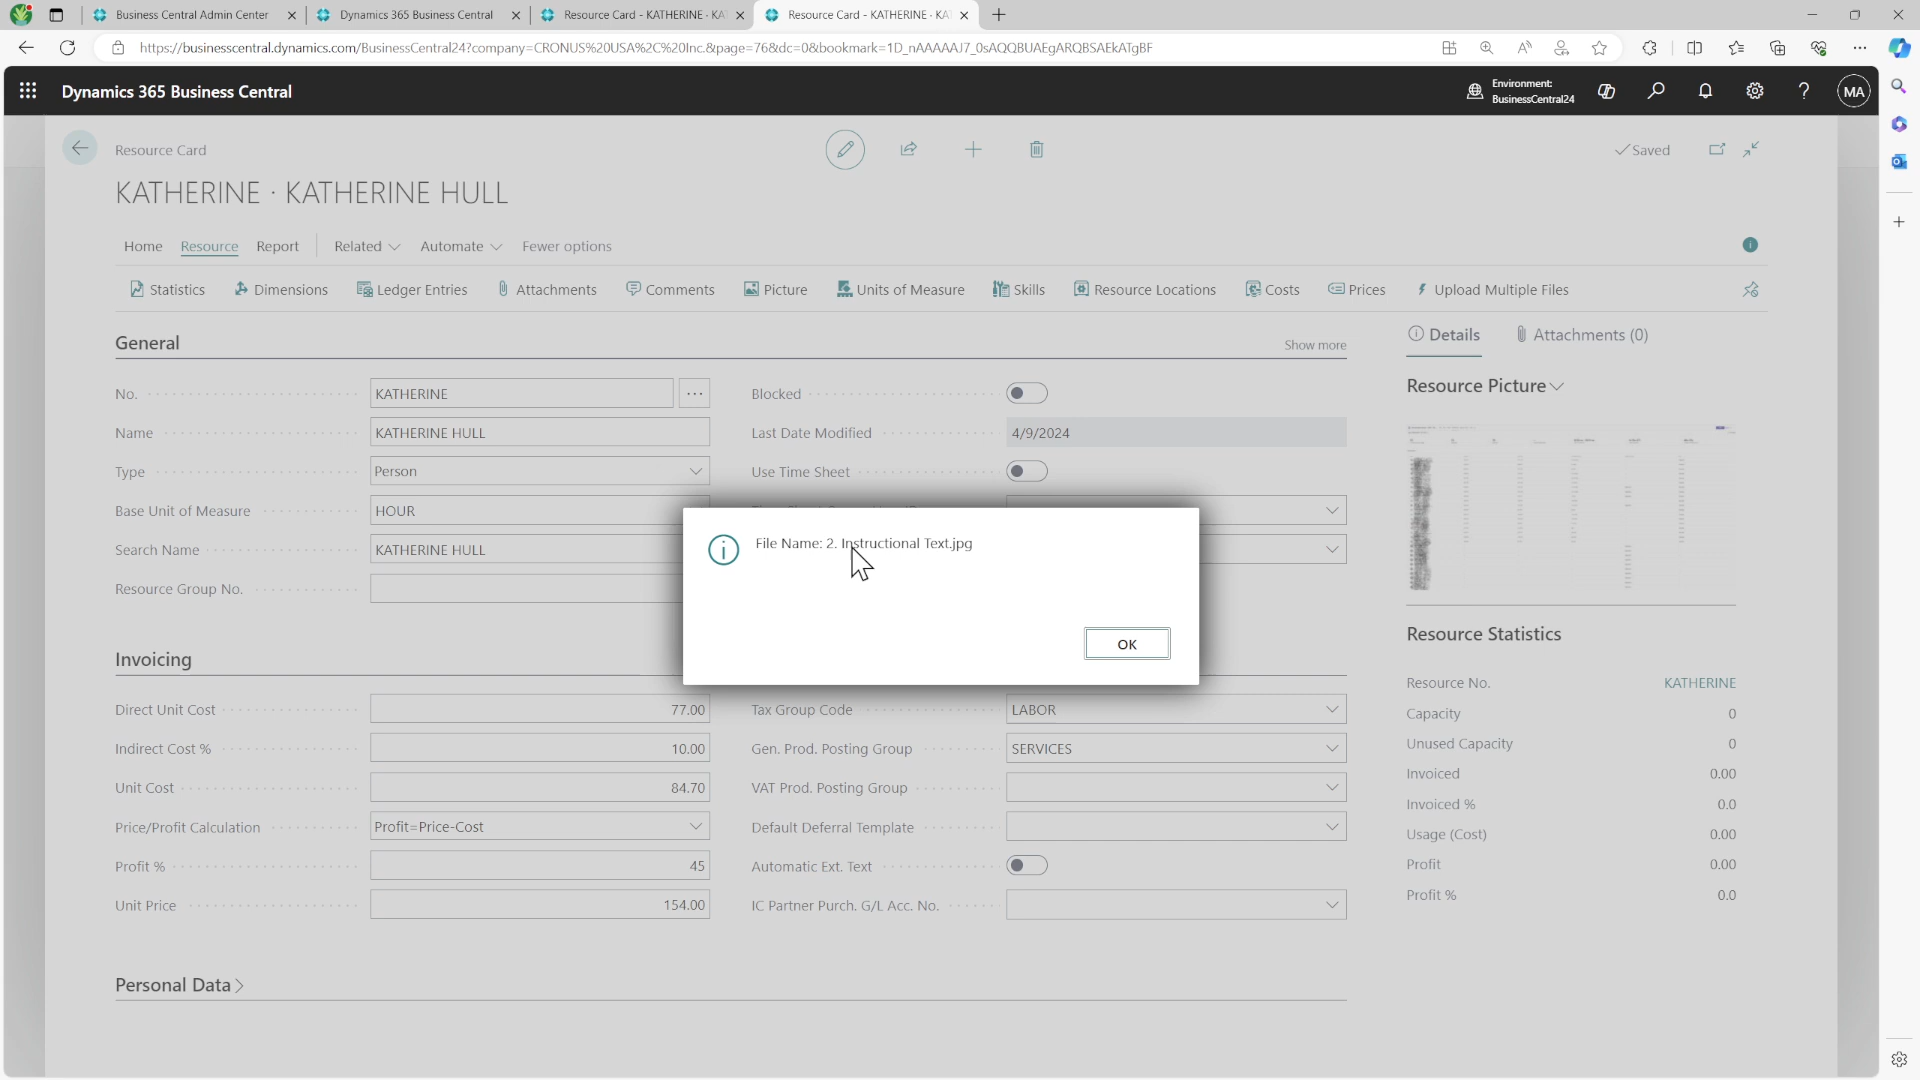 Business Central Admin Center
Dynamics 365 Business Central
Resource Card - KATHERINE · KA
Resource Card - KATHERINE · KA
https://businesscentral.dynamics.com/BusinessCentral24?company=CRONUS%20USA%2C%20Inc.&page=76&dc=0&bookmark=1D_nAAAAAJ7_0sAQQBUAEgARQBSAEkATgBF
Dynamics 365 Business Central
Environment:
BusinessCentral24
MA
Resource Card
Saved
KATHERINE · KATHERINE HULL
Home Resource Report Related Automate Fewer options
Statistics Dimensions Ledger Entries Attachments Comments Picture Units of Measure Skills Resource Locations Costs Prices Upload Multiple Files
General
Show more
No. KATHERINE
Name KATHERINE HULL
Type Person
Base Unit of Measure HOUR
Search Name KATHERINE HULL
Resource Group No.
Blocked
Last Date Modified 4/9/2024
Use Time Sheet
File Name: 2. Instructional Text.jpg
OK
Invoicing
Direct Unit Cost 77.00
Indirect Cost % 10.00
Unit Cost 84.70
Price/Profit Calculation Profit=Price-Cost
Profit % 45
Unit Price 154.00
Tax Group Code LABOR
Gen. Prod. Posting Group SERVICES
VAT Prod. Posting Group
Default Deferral Template
Automatic Ext. Text
IC Partner Purch. G/L Acc. No.
Personal Data
Details Attachments (0)
Resource Picture
Resource Statistics
Resource No. KATHERINE
Capacity 0
Unused Capacity 0
Invoiced 0.00
Invoiced % 0.0
Usage (Cost) 0.00
Profit 0.00
Profit % 0.0